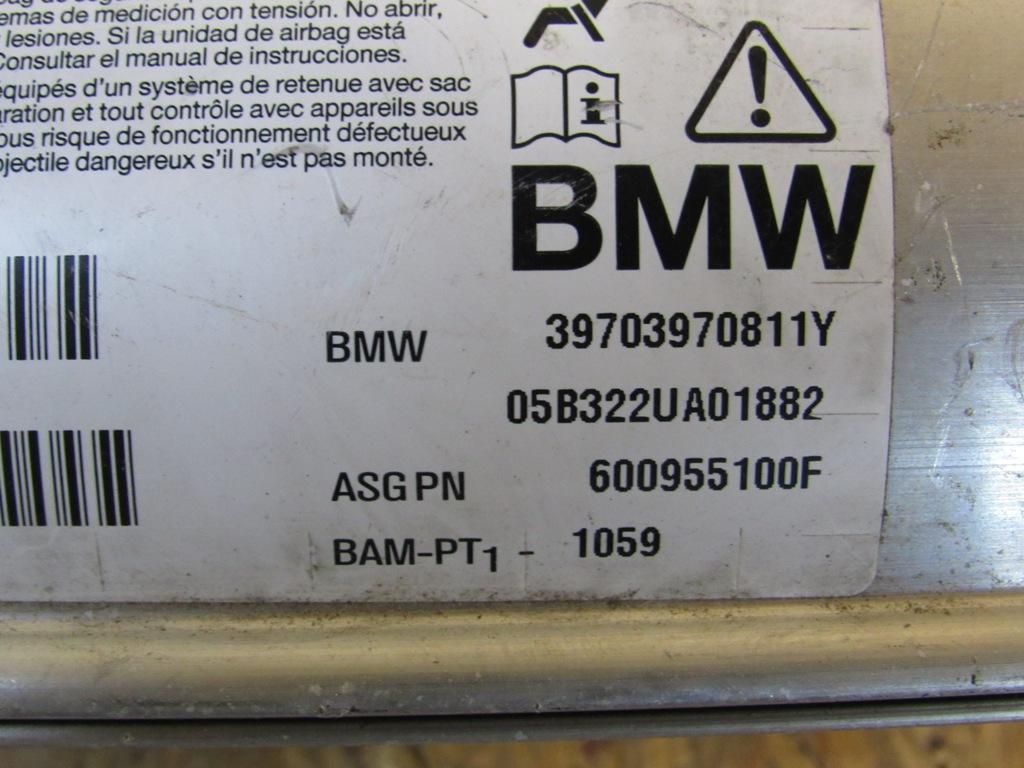 de
emas de medición con tensión. No abrir,
lesiones. Si la unidad de airbag está
Consultar el manual de instrucciones.
équipés d'un système de retenue avec sac
aration et tout contrôle avec appareils sous
ous risque de fonctionnement défectueux
ojectile dangereux s'il n'est pas monté.
i
!
BMW
BMW 39703970811Y
05B322UA01882
ASG PN 600955100F
BAM-PT1 - 1059